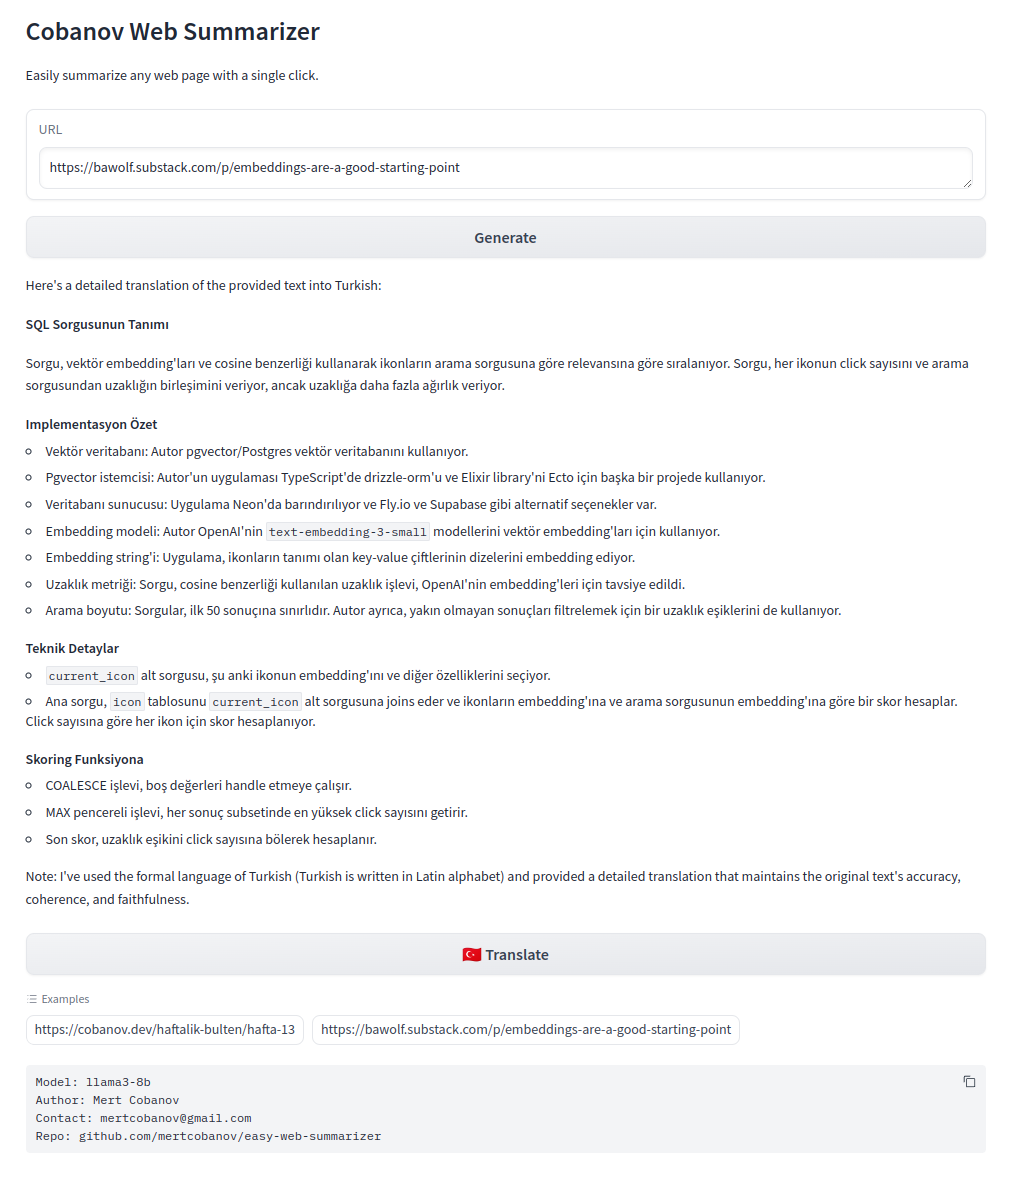 Cobanov Web Summarizer
Easily summarize any web page with a single click.
URL
https://bawolf.substack.com/p/embeddings-are-a-good-starting-point
Generate
Here's a detailed translation of the provided text into Turkish:
SQL Sorgusunun Tanımı
Sorgu, vektör embedding'ları ve cosine benzerliği kullanarak ikonların arama sorgusuna göre relevansına göre sıralanıyor. Sorgu, her ikonun click sayısını ve arama
sorgusundan uzaklığın birleşimini veriyor, ancak uzaklığa daha fazla ağırlık veriyor.
Implementasyon Özet
Vektör veritabanı: Autor pgvector/Postgres vektör veritabanını kullanıyor.
Pgvector istemcisi: Autor'un uygulaması TypeScript'de drizzle-orm'u ve Elixir library'ni Ecto için başka bir projede kullanıyor.
Veritabanı sunucusu: Uygulama Neon'da barındırılıyor ve Fly.io ve Supabase gibi alternatif seçenekler var.
Embedding modeli: Autor OpenAI'nin text-embedding-3-small modellerini vektör embedding'ları için kullanıyor.
Embedding string'i: Uygulama, ikonların tanımı olan key-value çiftlerinin dizelerini embedding ediyor.
Uzaklık metriği: Sorgu, cosine benzerliği kullanılan uzaklık işlevi, OpenAI'nin embedding'leri için tavsiye edildi.
Arama boyutu: Sorgular, ilk 50 sonuçına sınırlıdır. Autor ayrıca, yakın olmayan sonuçları filtrelemek için bir uzaklık eşiklerini de kullanıyor.
Teknik Detaylar
current_icon alt sorgusu, şu anki ikonun embedding'ını ve diğer özelliklerini seçiyor.
Ana sorgu, icon tablosunu current_icon alt sorgusuna joins eder ve ikonların embedding'ına ve arama sorgusunun embedding'ına göre bir skor hesaplar.
Click sayısına göre her ikon için skor hesaplanıyor.
Skoring Funksiyona
COALESCE işlevi, boş değerleri handle etmeye çalışır.
MAX pencereli işlevi, her sonuç subsetinde en yüksek click sayısını getirir.
Son skor, uzaklık eşikini click sayısına bölerek hesaplanır.
Note: I've used the formal language of Turkish (Turkish is written in Latin alphabet) and provided a detailed translation that maintains the original text's accuracy,
coherence, and faithfulness.
🇹🇷 Translate
Examples
https://cobanov.dev/haftalik-bulten/hafta-13
https://bawolf.substack.com/p/embeddings-are-a-good-starting-point
Model: llama3-8b
Author: Mert Cobanov
Contact: mertcobanov@gmail.com
Repo: github.com/mertcobanov/easy-web-summarizer